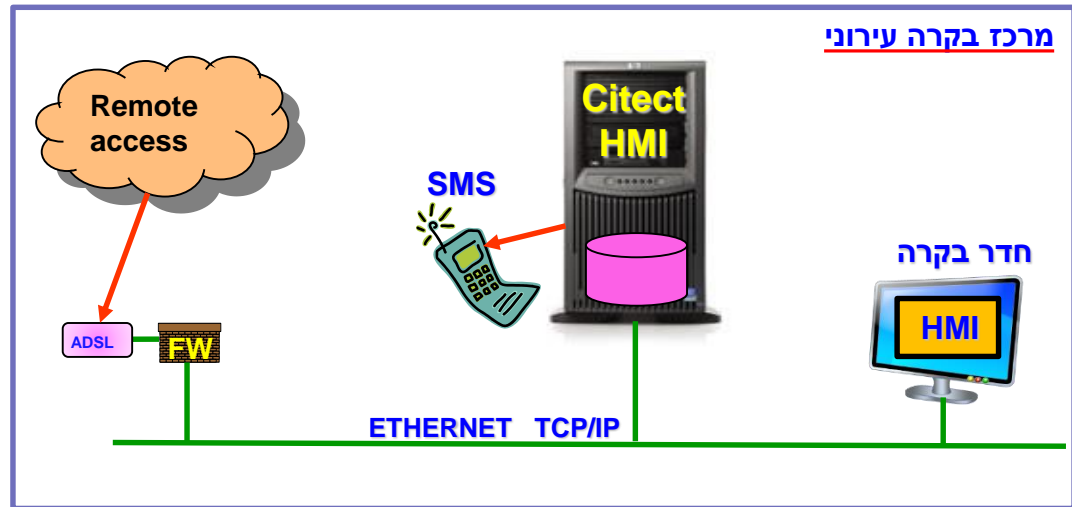 מרכז בקרה עירוני
Remote
access
Citect
HMI
SMS
חדר בקרה
HMI
ADSL
FW
ETHERNET TCP/IP